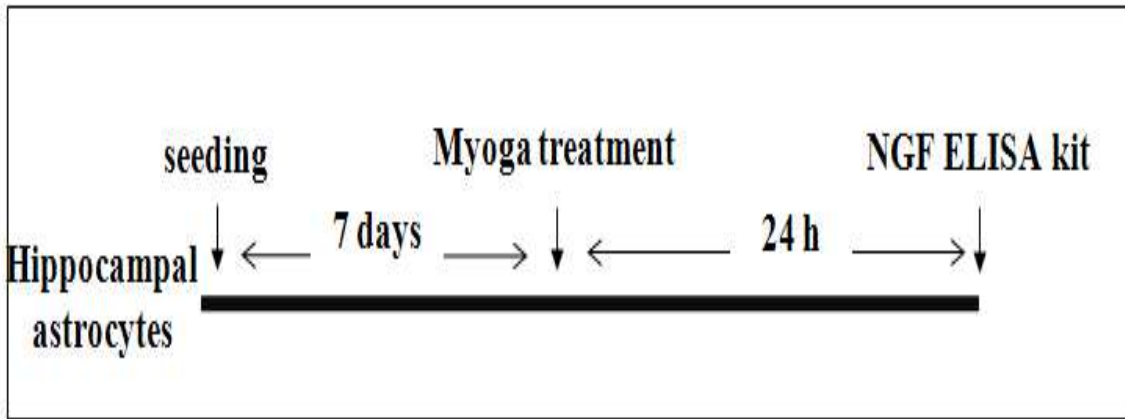 seeding
Myoga treatment
NGF ELISA kit
7 days
24 h
Hippocampal
astrocytes